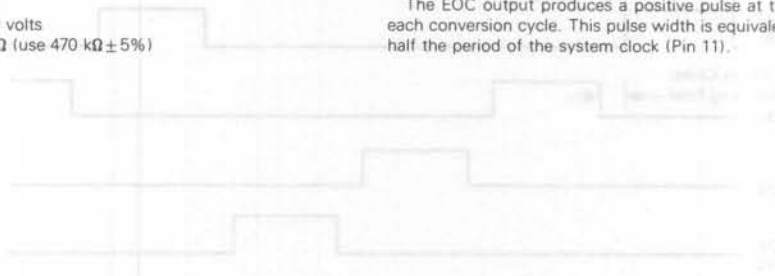 volts
Ω (use 470 kΩ ± 5%)
The EOC output produces a positive pulse at t
each conversion cycle. This pulse width is equivale
half the period of the system clock (Pin 11).